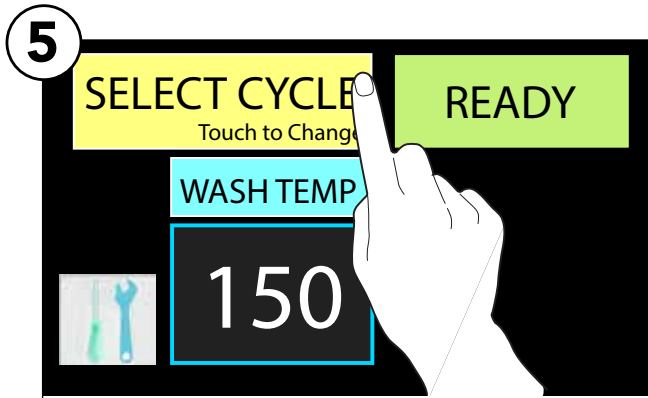 5
SELECT CYCLE
READY
Touch to Change
WASH TEMP
150